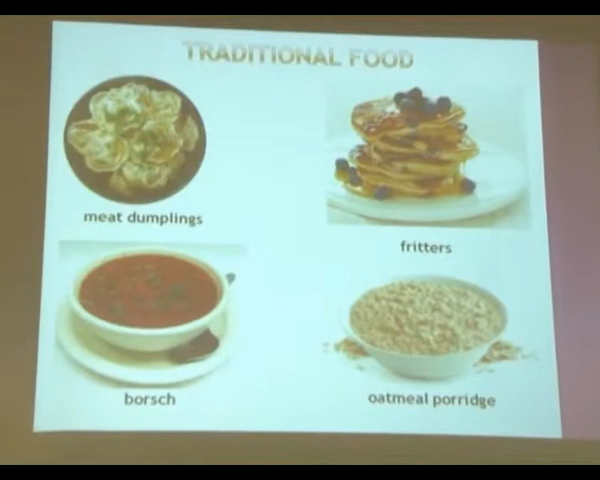 TRADITIONAL FOOD
meat dumplings
fritters
borsch
oatmeal porridge